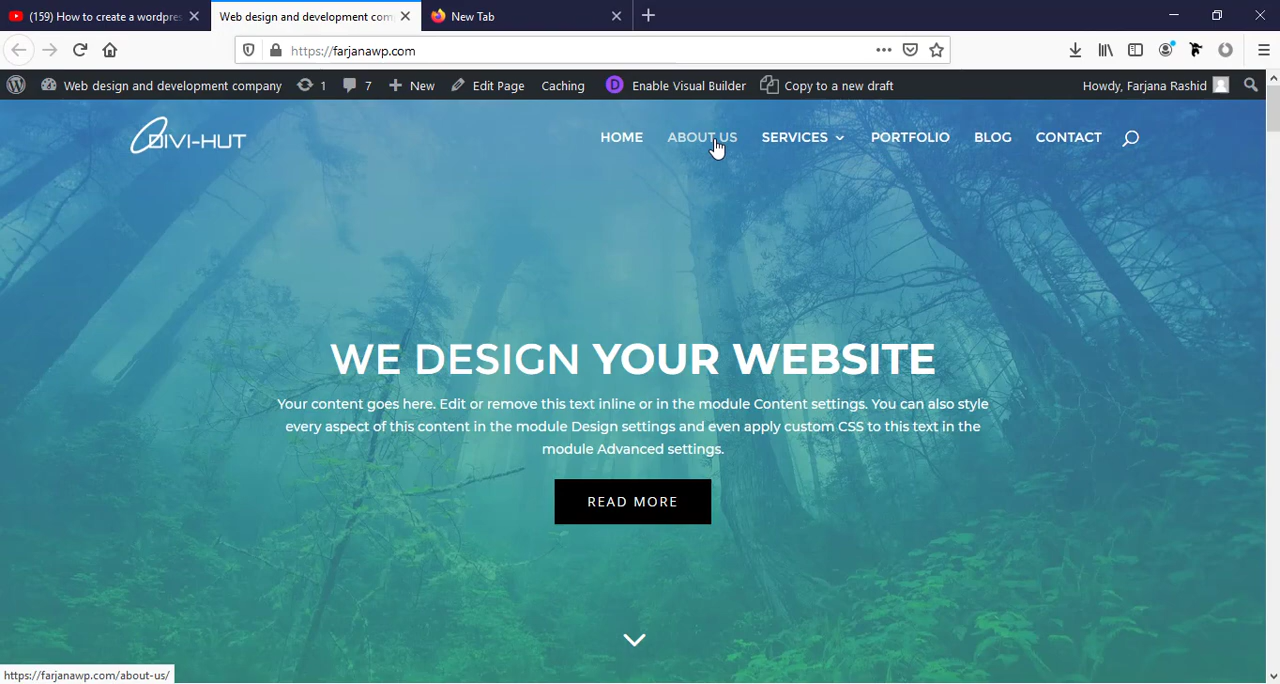 (159) How to create a wordpres
Web design and development com
New Tab
https://farjanawp.com
Web design and development company
1
7
New
Edit Page
Caching
D
Enable Visual Builder
Copy to a new draft
Howdy, Farjana Rashid
DIVI-HUT
HOME
ABOUT US
SERVICES
PORTFOLIO
BLOG
CONTACT
WE DESIGN YOUR WEBSITE
Your content goes here. Edit or remove this text inline or in the module Content settings. You can also style
every aspect of this content in the module Design settings and even apply custom CSS to this text in the
module Advanced settings.
READ MORE
https://farjanawp.com/about-us/